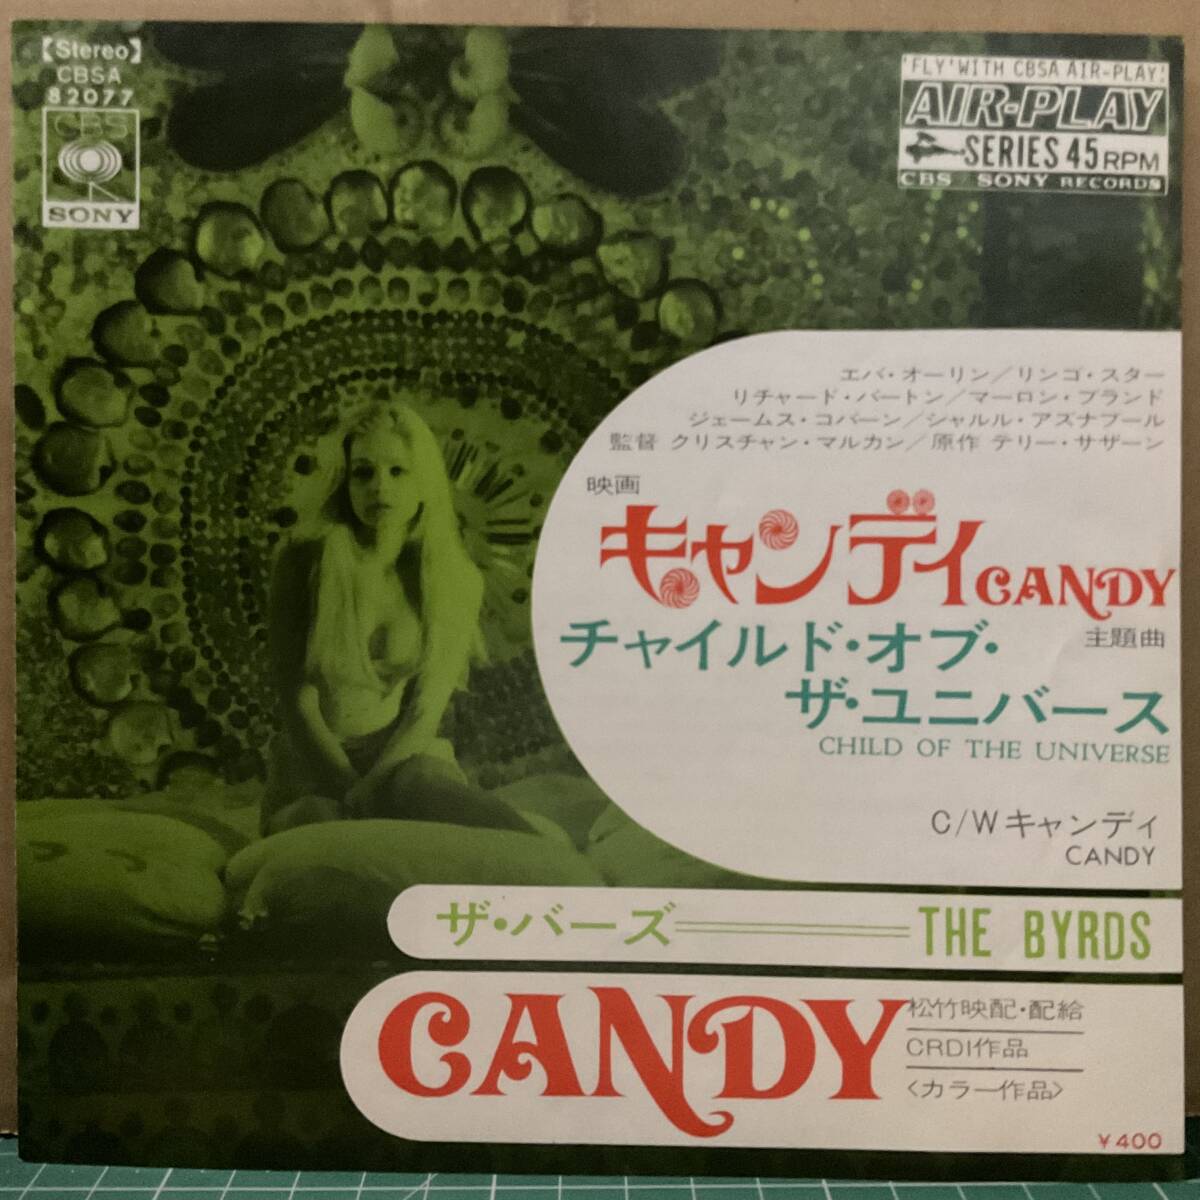 【Stereo】
CBSA
82077
CBS
SONY
'FLY' WITH CBSA AIR-PLAY!
AIR-PLAY
SERIES 45RPM
CBS SONY RECORDS
エバ・オーリン／リンゴ・スター
リチャード・バートン／マーロン・ブランド
ジェームス・コバーン／シャルル・アズナブール
監督 クリスチャン・マルカン／原作 テリー・サザーン
映画
キャンディCANDY
主題曲
チャイルド・オブ・
ザ・ユニバース
CHILD OF THE UNIVERSE
C/Wキャンディ
CANDY
ザ・バーズ THE BYRDS
CANDY
松竹映配・配給
CRDI作品
〈カラー作品〉
¥400